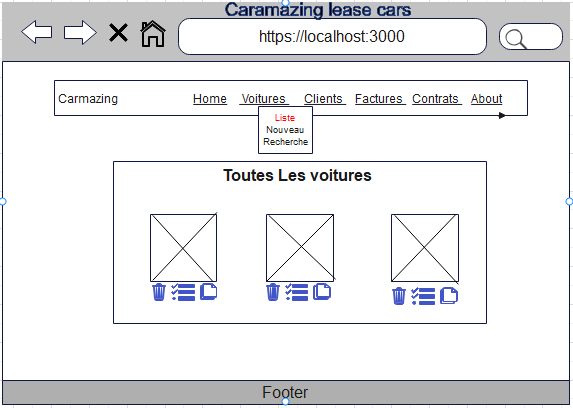 Caramazing lease cars
https://localhost:3000
Carmazing Home Voitures Clients Factures Contrats About
Liste
Nouveau
Recherche
Toutes Les voitures
Footer